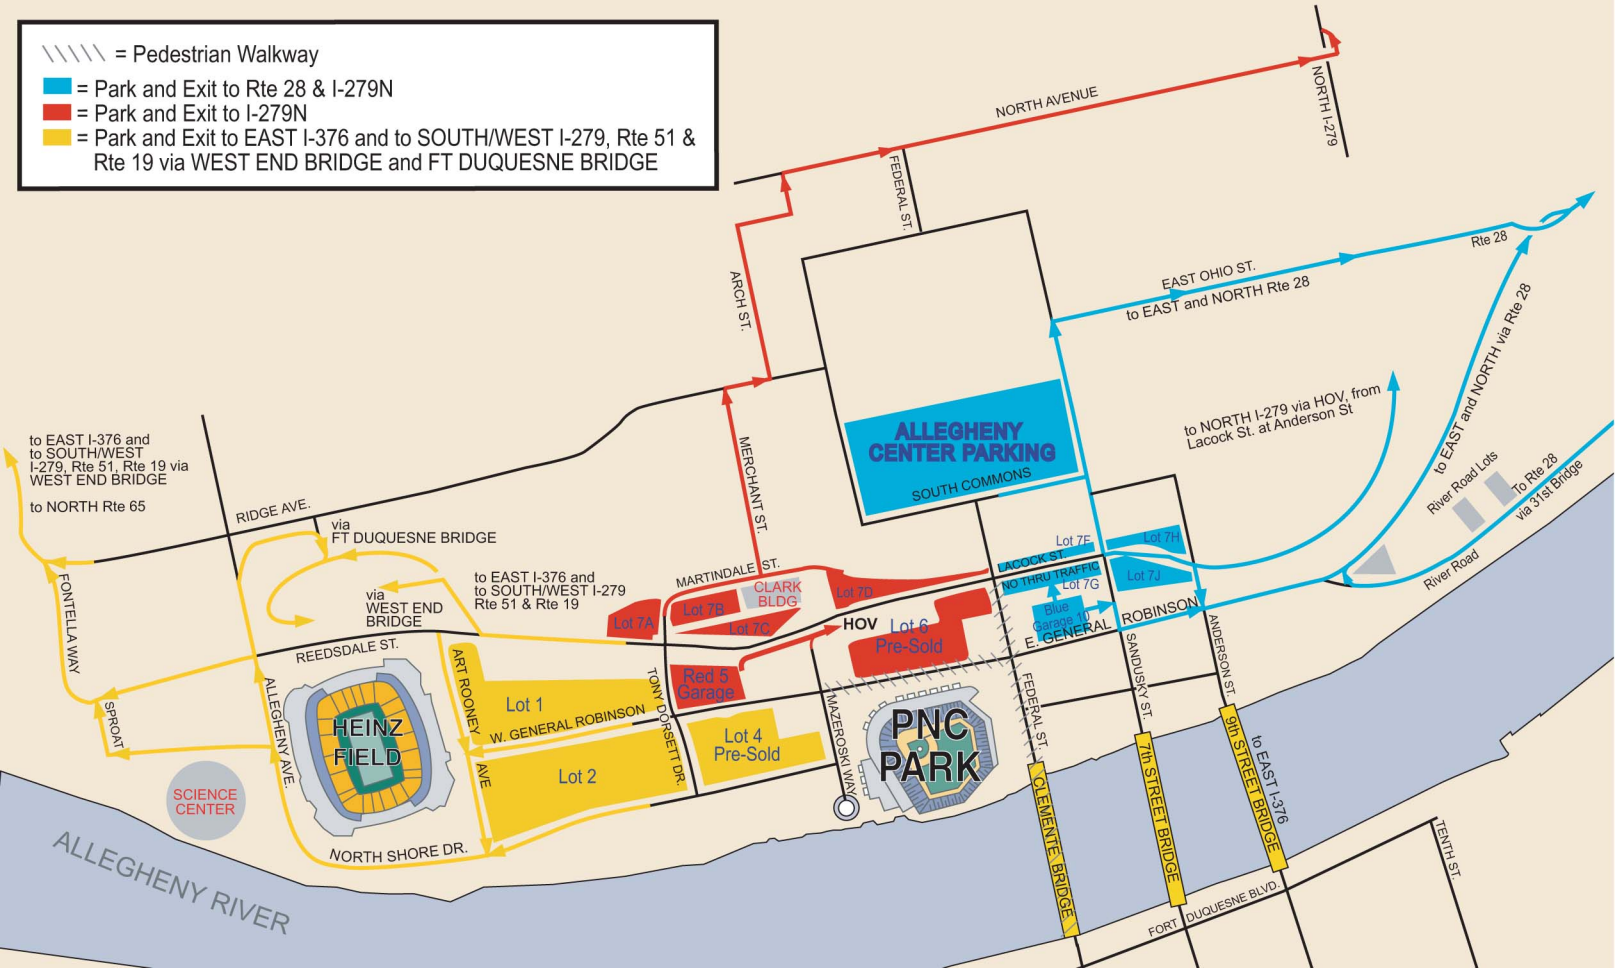 = Pedestrian Walkway
= Park and Exit to Rte 28 & I-279N
= Park and Exit to I-279N
= Park and Exit to EAST I-376 and to SOUTH/WEST I-279, Rte 51 &
Rte 19 via WEST END BRIDGE and FT DUQUESNE BRIDGE
NORTH AVENUE
NORTH I-279
FEDERAL ST.
ARCH ST.
Rte 28
EAST OHIO ST.
to EAST and NORTH Rte 28
to EAST and NORTH via Rte 28
to NORTH I-279 via HOV, from
Lacock St. at Anderson St
ALLEGHENY
CENTER PARKING
SOUTH COMMONS
MERCHANT ST.
River Road Lots
To Rte 28
via 31st Bridge
River Road
to EAST I-376 and
to SOUTH/WEST
I-279, Rte 51, Rte 19 via
WEST END BRIDGE
to NORTH Rte 65
RIDGE AVE.
via
FT DUQUESNE BRIDGE
to EAST I-376 and
to SOUTH/WEST I-279
Rte 51 & Rte 19
via
WEST END
BRIDGE
FONTELLA WAY
REEDSDALE ST.
MARTINDALE ST.
CLARK
BLDG
Lot 7A
Lot 7B
Lot 7C
Lot 7D
Lot 7F
Lot 7H
LACOCK ST.
NO THRU TRAFFIC
Lot 7G
Lot 7J
Blue
Garage 10
HOV
Lot 6
Pre-Sold
E. GENERAL ROBINSON
Red 5
Garage
SPROAT
ALLEGHENY AVE.
HEINZ
FIELD
ART ROONEY AVE
Lot 1
W. GENERAL ROBINSON
Lot 2
TONY DORSETT DR.
Lot 4
Pre-Sold
MAZEROSKI WAY
PNC
PARK
FEDERAL ST.
SANDUSKY ST.
ANDERSON ST.
SCIENCE
CENTER
NORTH SHORE DR.
ALLEGHENY RIVER
CLEMENTE BRIDGE
7th STREET BRIDGE
9th STREET BRIDGE
to EAST I-376
FORT DUQUESNE BLVD.
TENTH ST.